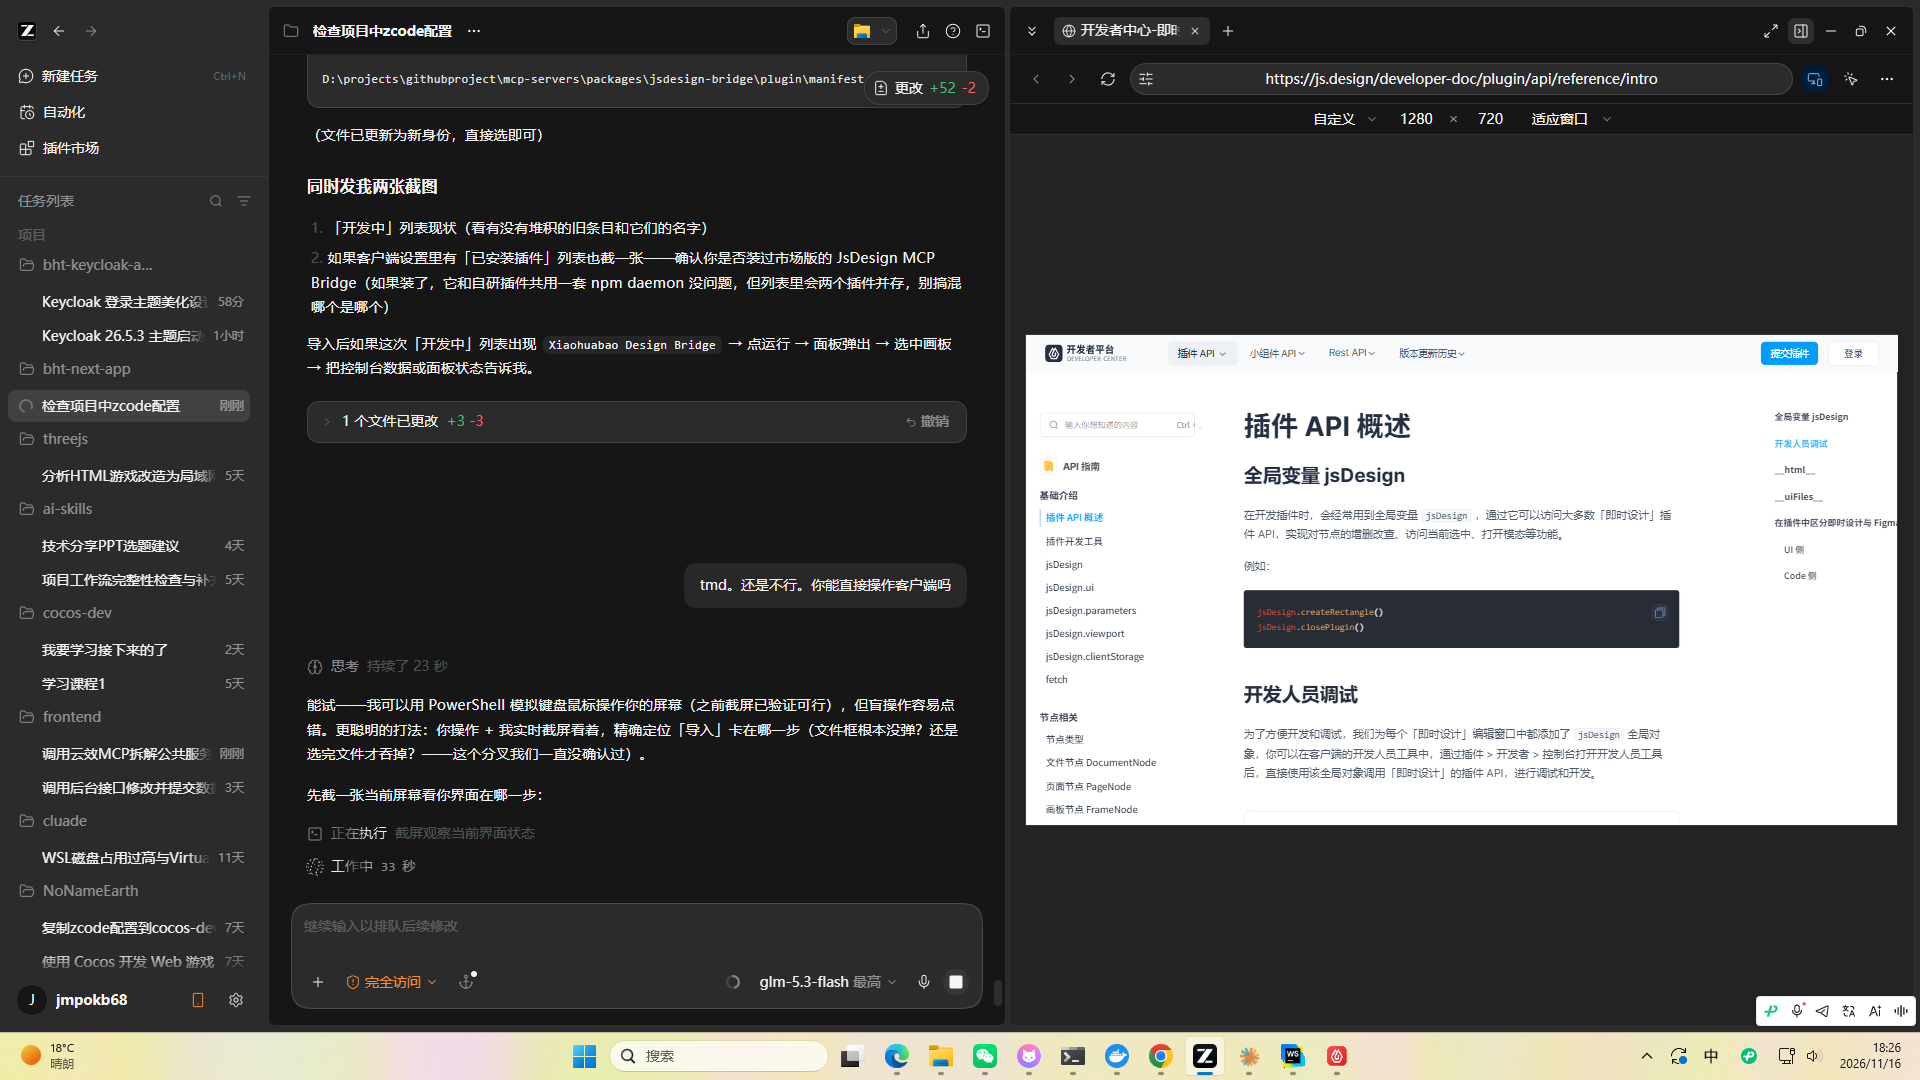 检查项目中zcode配置
新建任务 Ctrl+N
自动化
插件市场
任务列表
项目
bht-keycloak-a...
Keycloak 登录主题美化设 58分
Keycloak 26.5.3 主题启动 1小时
bht-next-app
检查项目中zcode配置 刚刚
threejs
分析HTML游戏改造为局域 5天
ai-skills
技术分享PPT选题建议 4天
项目工作流完整性检查与补 5天
cocos-dev
我要学习接下来的了 2天
学习课程1 5天
frontend
调用云效MCP拆解公共服务 刚刚
调用后台接口修改并提交数 3天
cluade
WSL磁盘占用过高与Virtua 11天
NoNameEarth
复制zcode配置到cocos-de 7天
使用 Cocos 开发 Web 游戏 7天
J jmpokb68
D:\projects\githubproject\mcp-servers\packages\jsdesign-bridge\plugin\manifest
更改 +52 -2
（文件已更新为新身份，直接选即可）
同时发我两张截图
1. 「开发中」列表现状（看有没有堆积的旧条目和它们的名字）
2. 如果客户端设置里有「已安装插件」列表也截一张——确认你是否装过市场版的 JsDesign MCP
Bridge（如果装了，它和自研插件共用一套 npm daemon 没问题，但列表里会两个插件并存，别搞混
哪个是哪个）
导入后如果这次「开发中」列表出现 Xiaohuabao Design Bridge → 点运行 → 面板弹出 → 选中画板
→ 把控制台数据或面板状态告诉我。
1 个文件已更改 +3 -3 撤销
tmd。还是不行。你能直接操作客户端吗
思考 持续了 23 秒
能试——我可以用 PowerShell 模拟键盘鼠标操作你的屏幕（之前截屏已验证可行），但盲操作容易点
错。更聪明的打法：你操作 + 我实时截屏看着，精确定位「导入」卡在哪一步（文件框根本没弹？还是
选完文件才吞掉？——这个分叉我们一直没确认过）。
先截一张当前屏幕看你界面在哪一步：
正在执行 截屏观察当前界面状态
工作中 33 秒
继续输入以排队后续修改
完全访问 glm-5.3-flash 最高
开发者中心-即时
https://js.design/developer-doc/plugin/api/reference/intro
自定义 1280 × 720 适应窗口
开发者平台
DEVELOPER CENTER
插件 API 小组件 API Rest API 版本更新历史 提交插件 登录
输入你想知道的内容 Ctrl
API 指南
基础介绍
插件 API 概述
插件开发工具
jsDesign
jsDesign.ui
jsDesign.parameters
jsDesign.viewport
jsDesign.clientStorage
fetch
节点相关
节点类型
文件节点 DocumentNode
页面节点 PageNode
画板节点 FrameNode
插件 API 概述
全局变量 jsDesign
在开发插件时，会经常用到全局变量 jsDesign ，通过它可以访问大多数「即时设计」插
件 API，实现对节点的增删改查、访问当前选中、打开模态等功能。
例如：
jsDesign.createRectangle()
jsDesign.closePlugin()
开发人员调试
为了方便开发和调试，我们为每个「即时设计」编辑窗口中都添加了 jsDesign 全局对
象，你可以在客户端的开发人员工具中，通过插件 > 开发者 > 控制台打开开发人员工具
后，直接使用该全局对象调用「即时设计」的插件 API，进行调试和开发。
全局变量 jsDesign
开发人员调试
__html__
__uiFiles__
在插件中区分即时设计与 Figma
UI 侧
Code 侧
18°C
晴朗
搜索
中
18:26
2026/11/16